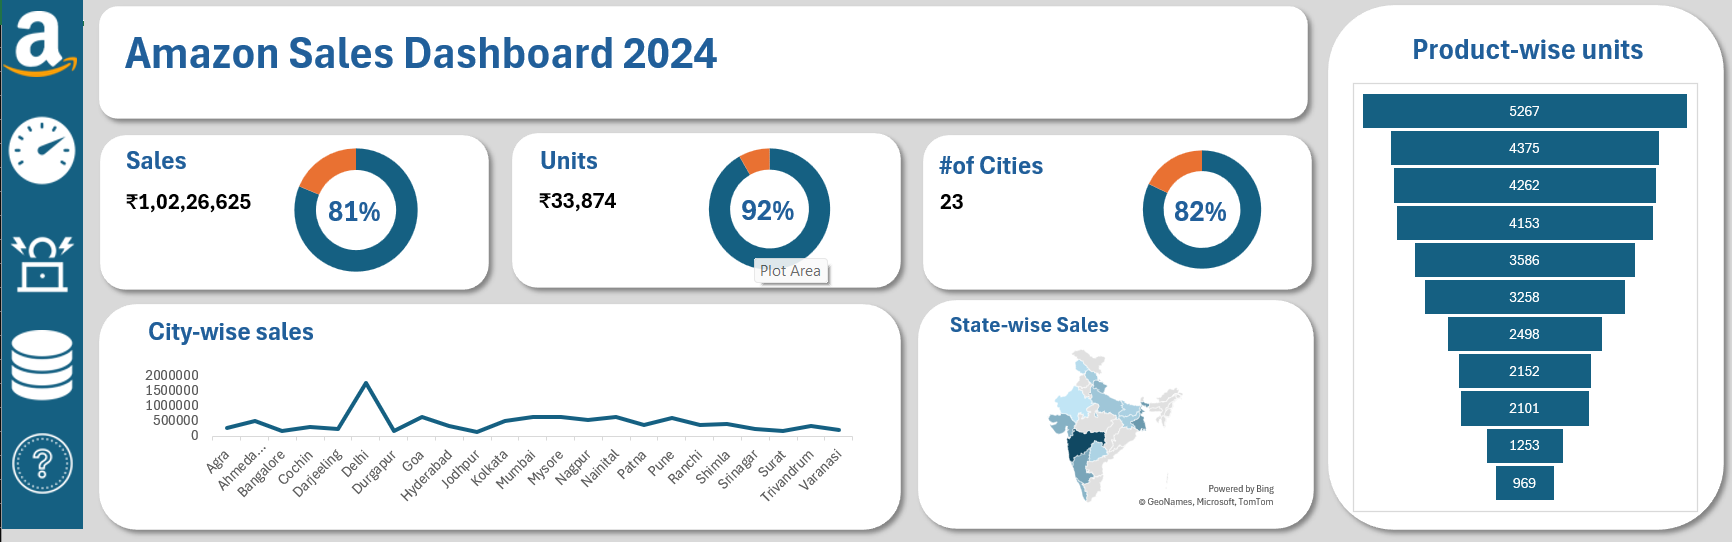 a
Amazon Sales Dashboard 2024
Sales
₹1,02,26,625
81%
Units
₹33,874
92%
Plot Area
#of Cities
23
82%
City-wise sales
2000000
1500000
1000000
500000
0
Agra
Ahmeda...
Bangalore
Cochin
Darjeeling
Delhi
Durgapur
Goa
Hyderabad
Jodhpur
Kolkata
Mumbai
Mysore
Nagpur
Nainital
Patna
Pune
Ranchi
Shimla
Srinagar
Surat
Trivandrum
Varanasi
State-wise Sales
Powered by Bing
© GeoNames, Microsoft, TomTom
Product-wise units
5267
4375
4262
4153
3586
3258
2498
2152
2101
1253
969
?